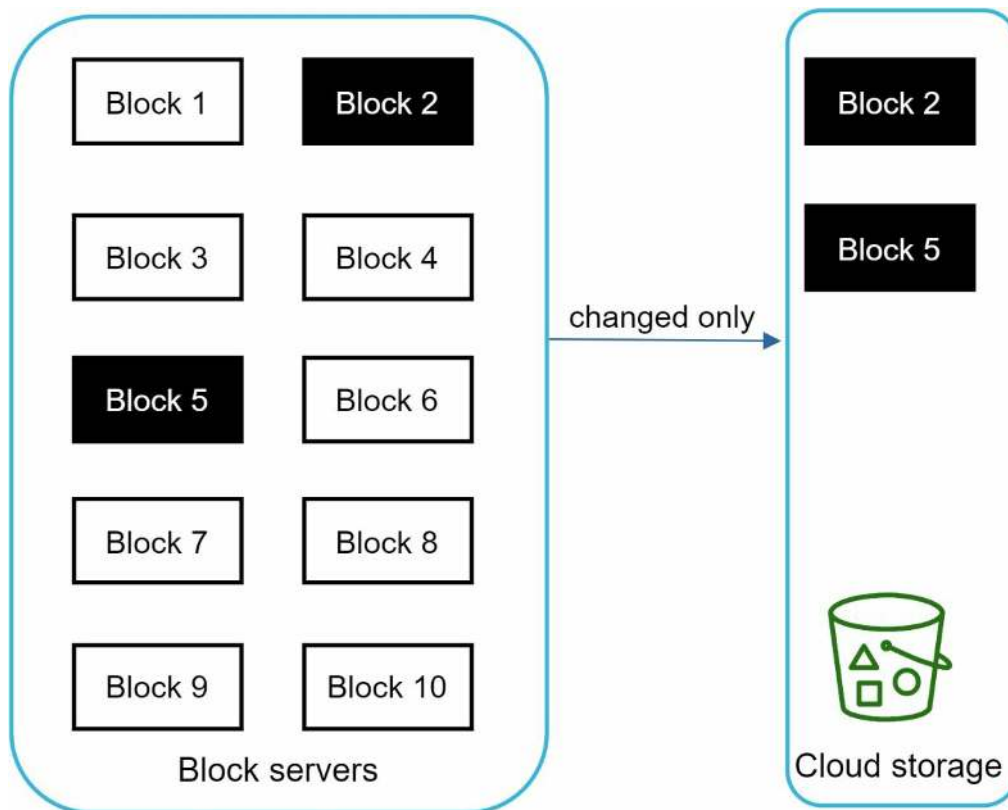 Block 1
Block 2
Block 3
Block 4
Block 5
Block 6
Block 7
Block 8
Block 9
Block 10
Block servers
changed only
Block 2
Block 5
Cloud storage